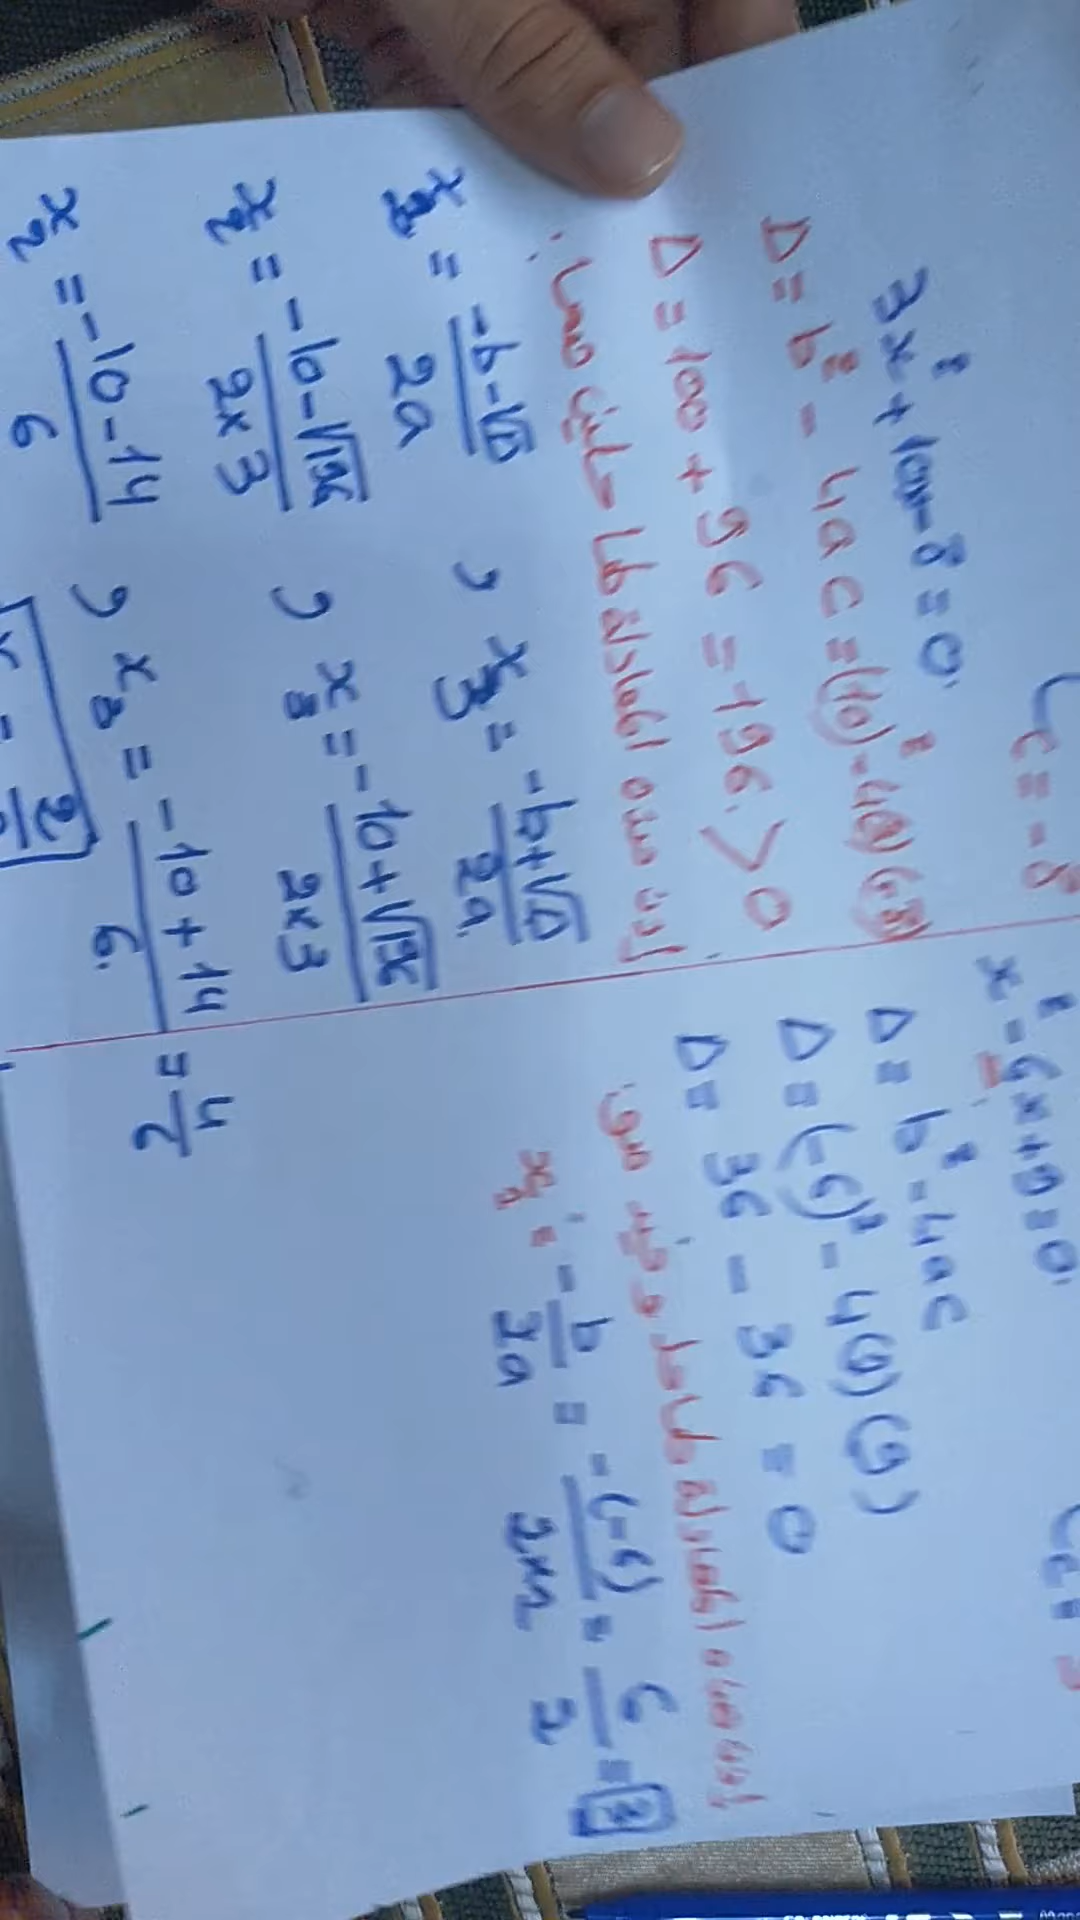 c = -8
3x² + 10x - 8 = 0
Δ = b² - 4ac = (10)² - 4(3)(-8)
Δ = 100 + 96 = 196 > 0
إذن المعادلة لها حلين هما:
x₂ = -b-√Δ / 2a , x₁ = -b+√Δ / 2a
x₂ = -10-√196 / 2×3 , x₁ = -10+√196 / 2×3
x₂ = -10-14 / 6 , x₁ = -10+14 / 6 = 4/6
x² - 6x + 9 = 0
Δ = b² - 4ac
Δ = (-6)² - 4(1)(9)
Δ = 36 - 36 = 0
إذن المعادلة لها حل وحيد هو:
x₁ = -b/2a = -(-6)/2×1 = 6/2 = 3